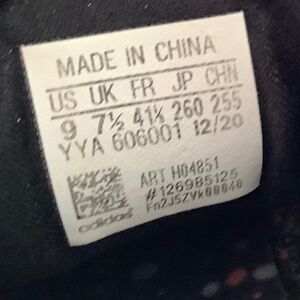 MADE IN CHINA
US UK FR JP CHN
9 7½ 41⅓ 260 255
YYA 606001 12/20
ART H04851
#126985125
adidas